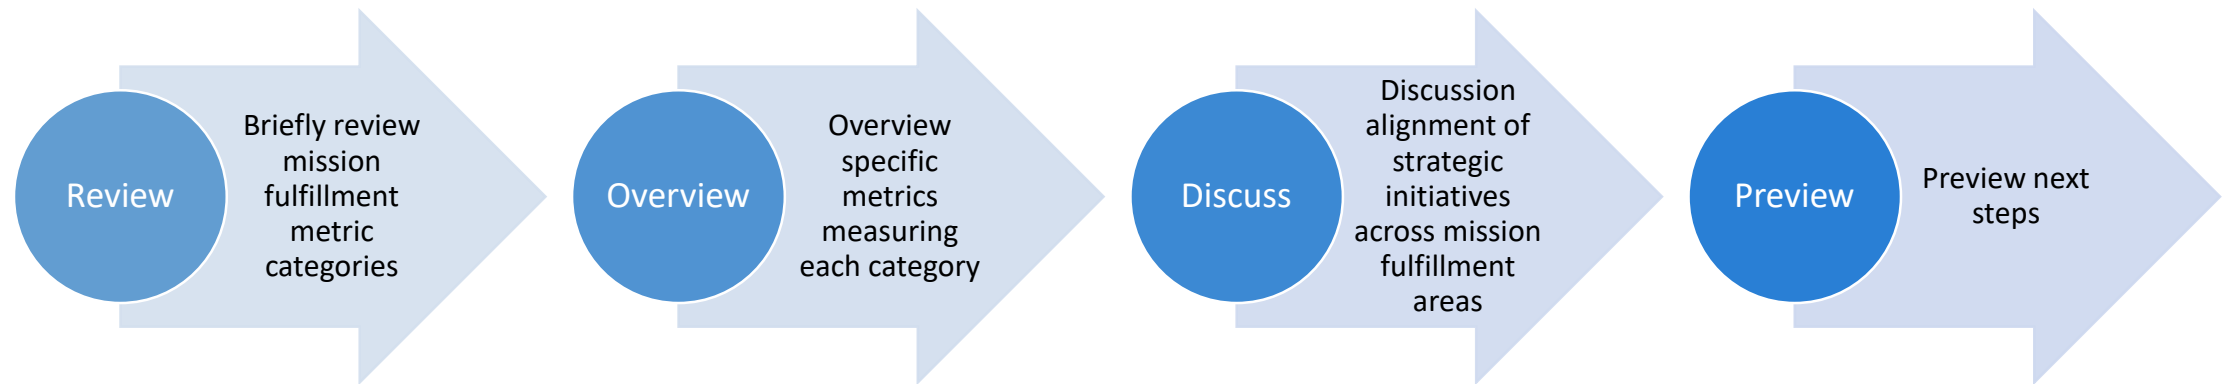 Review
Briefly review
mission
fulfillment
metric
categories
Overview
Overview
specific
metrics
measuring
each category
Discuss
Discussion
alignment of
strategic
initiatives
across mission
fulfillment
areas
Preview
Preview next
steps